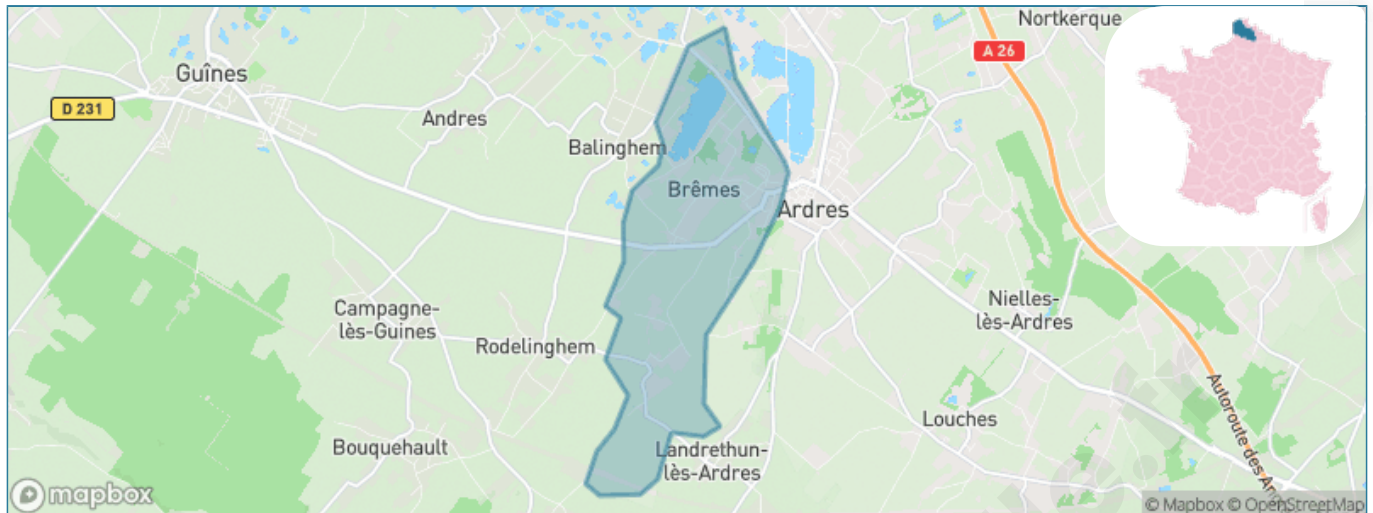 Nortkerque
A 26
Guînes
D 231
Andres
Balinghem
Brêmes
Ardres
Campagne-
lès-Guines
Nielles-
lès-Ardres
Rodelinghem
Autoroute des An
Louches
Bouquehault
Landrethun-
lès-Ardres
mapbox
© Mapbox © OpenStreetMap